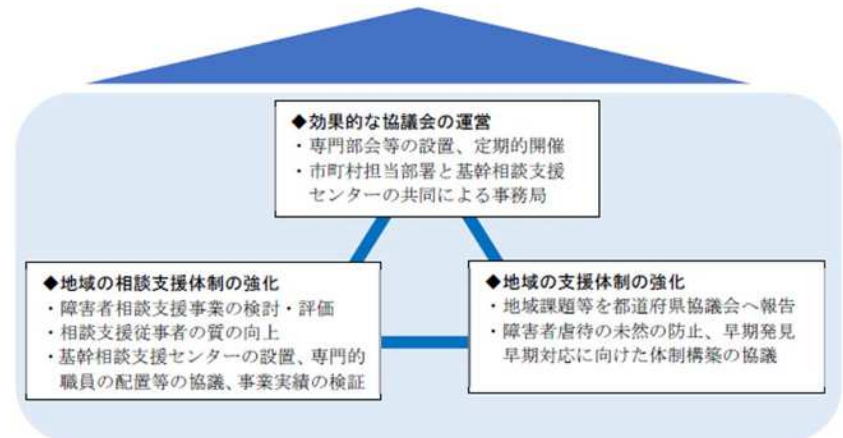 ◆効果的な協議会の運営
・専門部会等の設置、定期的開催
・市町村担当部署と基幹相談支援
センターの共同による事務局
◆地域の相談支援体制の強化
・障害者相談支援事業の検討・評価
・相談支援従事者の質の向上
・基幹相談支援センターの設置、専門的
職員の配置等の協議、事業実績の検証
◆地域の支援体制の強化
・地域課題等を都道府県協議会へ報告
・障害者虐待の未然の防止、早期発見
早期対応に向けた体制構築の協議